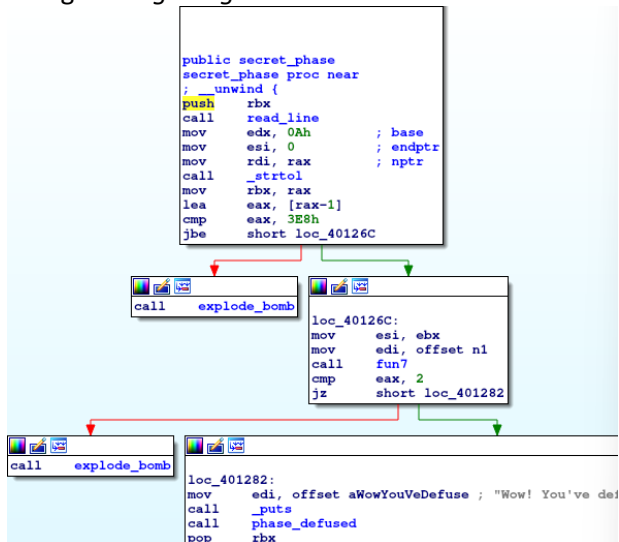 public secret_phase
secret_phase proc near
; __unwind {
push rbx
call read_line
mov edx, 0Ah ; base
mov esi, 0 ; endptr
mov rdi, rax ; nptr
call _strtol
mov rbx, rax
lea eax, [rax-1]
cmp eax, 3E8h
jbe short loc_40126C
call explode_bomb
loc_40126C:
mov esi, ebx
mov edi, offset n1
call fun7
cmp eax, 2
jz short loc_401282
call explode_bomb
loc_401282:
mov edi, offset aWowYouVeDefuse ; "Wow! You've def
call _puts
call phase_defused
pop rbx